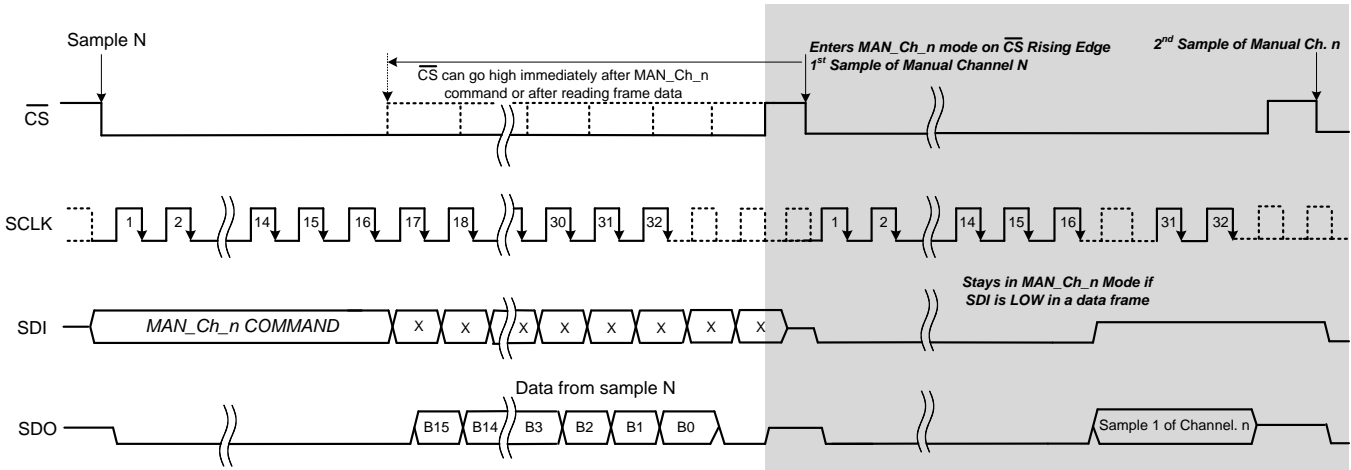 Sample N
Enters MAN_Ch_n mode on CS Rising Edge
1st Sample of Manual Channel N
2nd Sample of Manual Ch. n
CS can go high immediately after MAN_Ch_n
command or after reading frame data
CS
SCLK
1 2 14 15 16 17 18 30 31 32 1 2 14 15 16 31 32
Stays in MAN_Ch_n Mode if
SDI is LOW in a data frame
SDI
MAN_Ch_n COMMAND X X X X X X X X
Data from sample N
SDO
B15 B14 B3 B2 B1 B0 Sample 1 of Channel. n